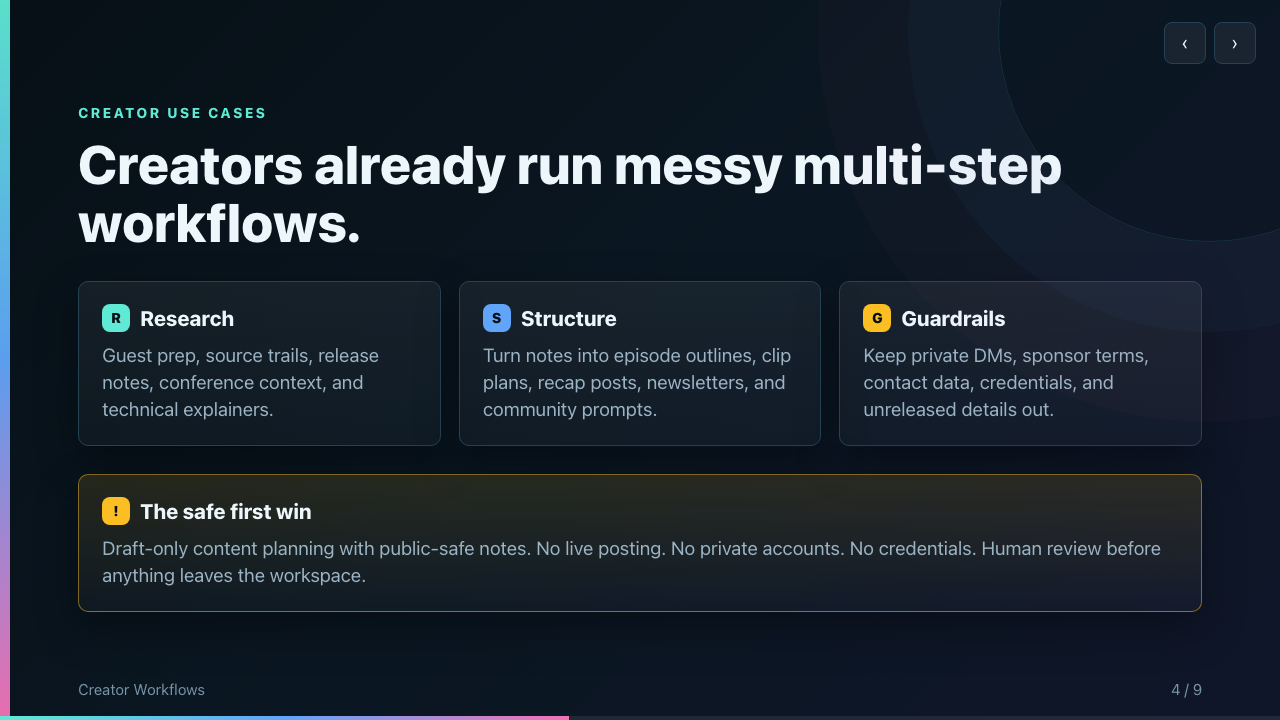 ‹ ›
CREATOR USE CASES
Creators already run messy multi-step
workflows.
R Research
Guest prep, source trails, release
notes, conference context, and
technical explainers.
S Structure
Turn notes into episode outlines, clip
plans, recap posts, newsletters, and
community prompts.
G Guardrails
Keep private DMs, sponsor terms,
contact data, credentials, and
unreleased details out.
! The safe first win
Draft-only content planning with public-safe notes. No live posting. No private accounts. No credentials. Human review before
anything leaves the workspace.
Creator Workflows
4 / 9